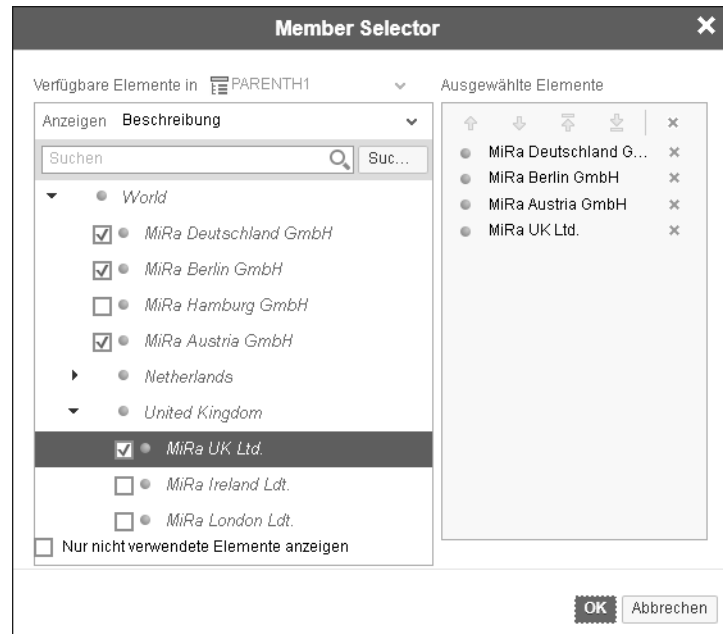 Member Selector
Verfügbare Elemente in PARENTH1
Anzeigen Beschreibung
Suchen Suc...
World
MiRa Deutschland GmbH
MiRa Berlin GmbH
MiRa Hamburg GmbH
MiRa Austria GmbH
Netherlands
United Kingdom
MiRa UK Ltd.
MiRa Ireland Ldt.
MiRa London Ldt.
Nur nicht verwendete Elemente anzeigen
Ausgewählte Elemente
MiRa Deutschland G...
MiRa Berlin GmbH
MiRa Austria GmbH
MiRa UK Ltd.
OK Abbrechen